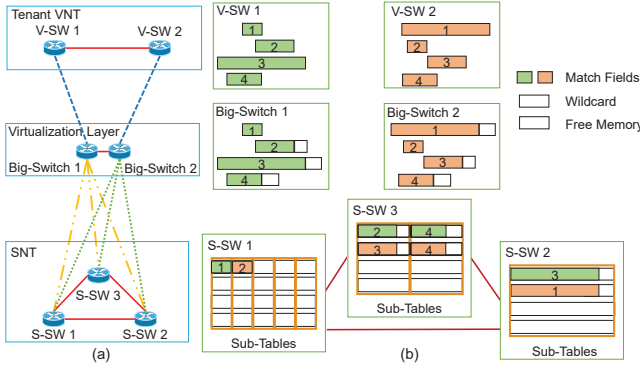 Tenant VNT
V-SW 1
V-SW 2
Virtualization Layer
Big-Switch 1
Big-Switch 2
SNT
S-SW 3
S-SW 1
S-SW 2
(a)
V-SW 1
1
2
3
4
V-SW 2
1
2
3
4
Match Fields
Wildcard
Free Memory
Big-Switch 1
1
2
3
4
Big-Switch 2
1
2
3
4
S-SW 1
1 2
Sub-Tables
S-SW 3
2 4
3 4
Sub-Tables
S-SW 2
3
1
Sub-Tables
(b)